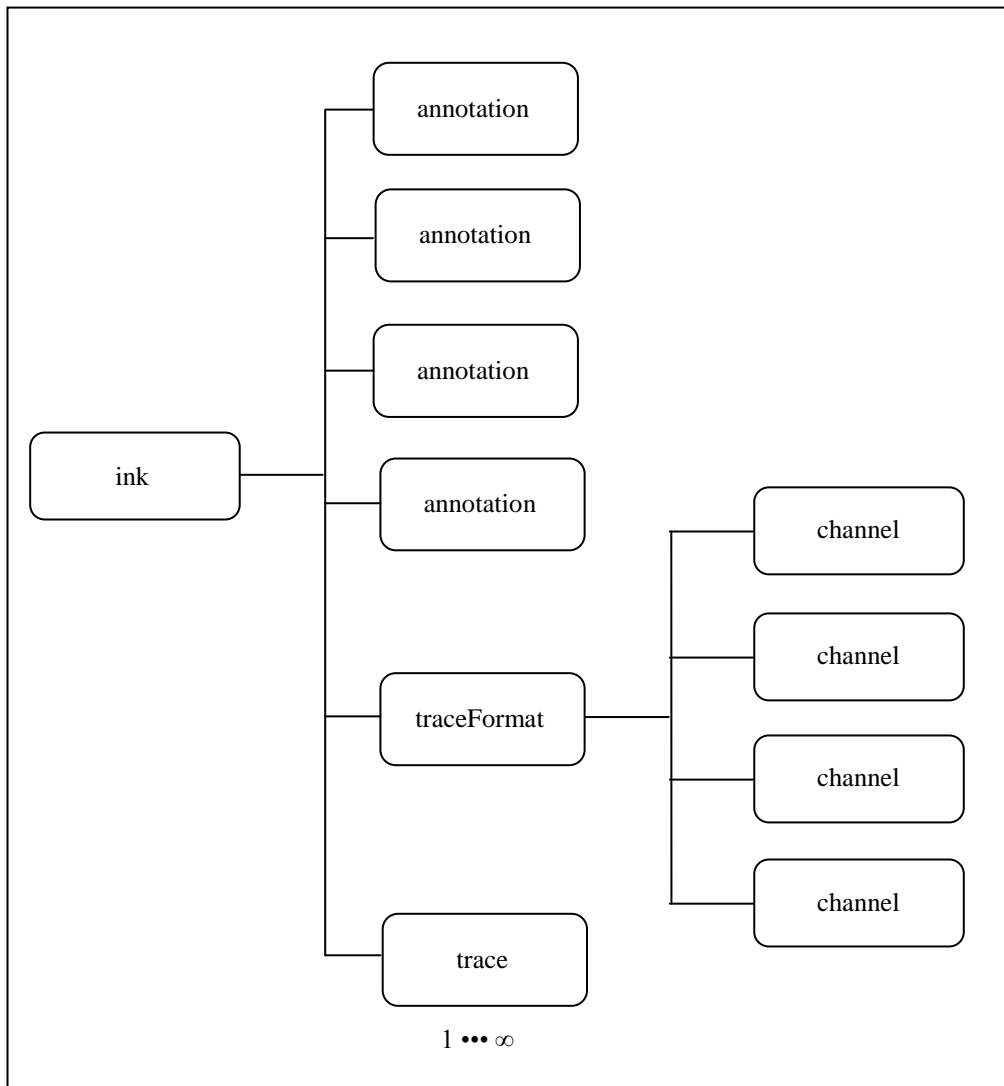 annotation
annotation
annotation
ink
annotation
channel
channel
traceFormat
channel
channel
trace
1 ••• ∞